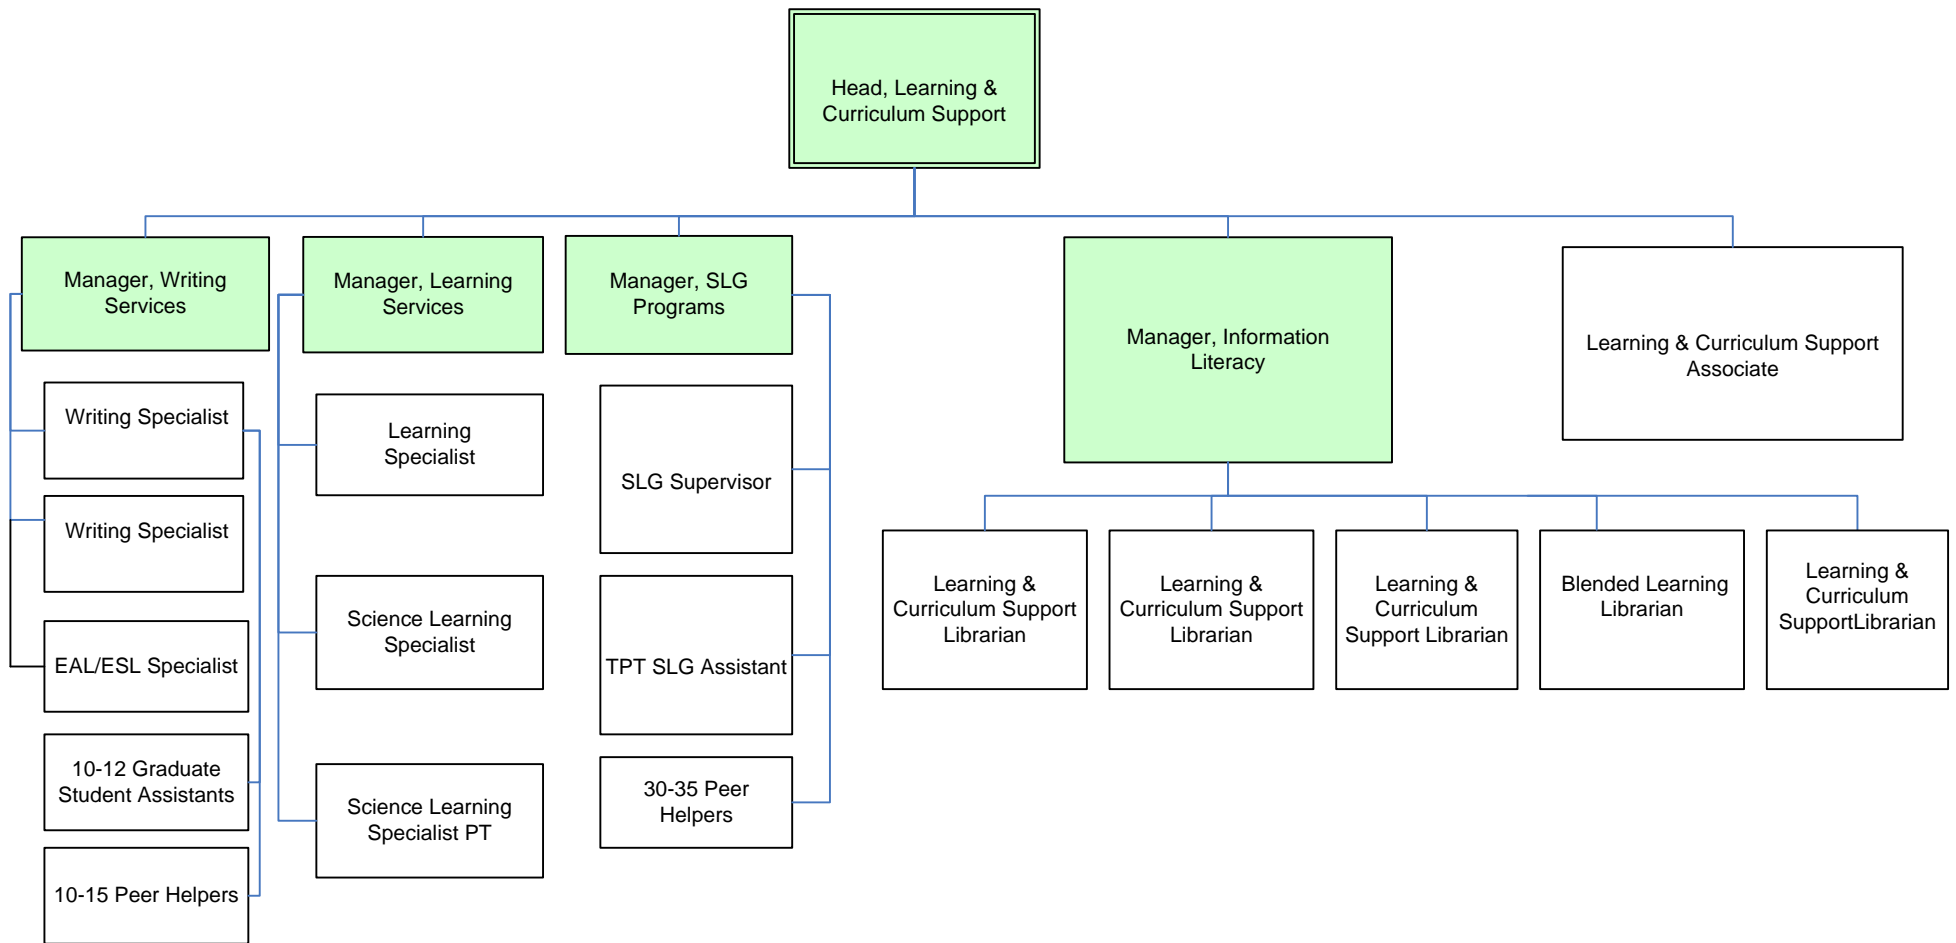 Head, Learning &
Curriculum Support
Manager, Writing
Services
Manager, Learning
Services
Manager, SLG
Programs
Manager, Information
Literacy
Learning & Curriculum Support
Associate
Writing Specialist
Writing Specialist
EAL/ESL Specialist
10-12 Graduate
Student Assistants
10-15 Peer Helpers
Learning
Specialist
Science Learning
Specialist
Science Learning
Specialist PT
SLG Supervisor
TPT SLG Assistant
30-35 Peer
Helpers
Learning &
Curriculum Support
Librarian
Learning &
Curriculum Support
Librarian
Learning &
Curriculum
Support Librarian
Blended Learning
Librarian
Learning &
Curriculum
SupportLibrarian